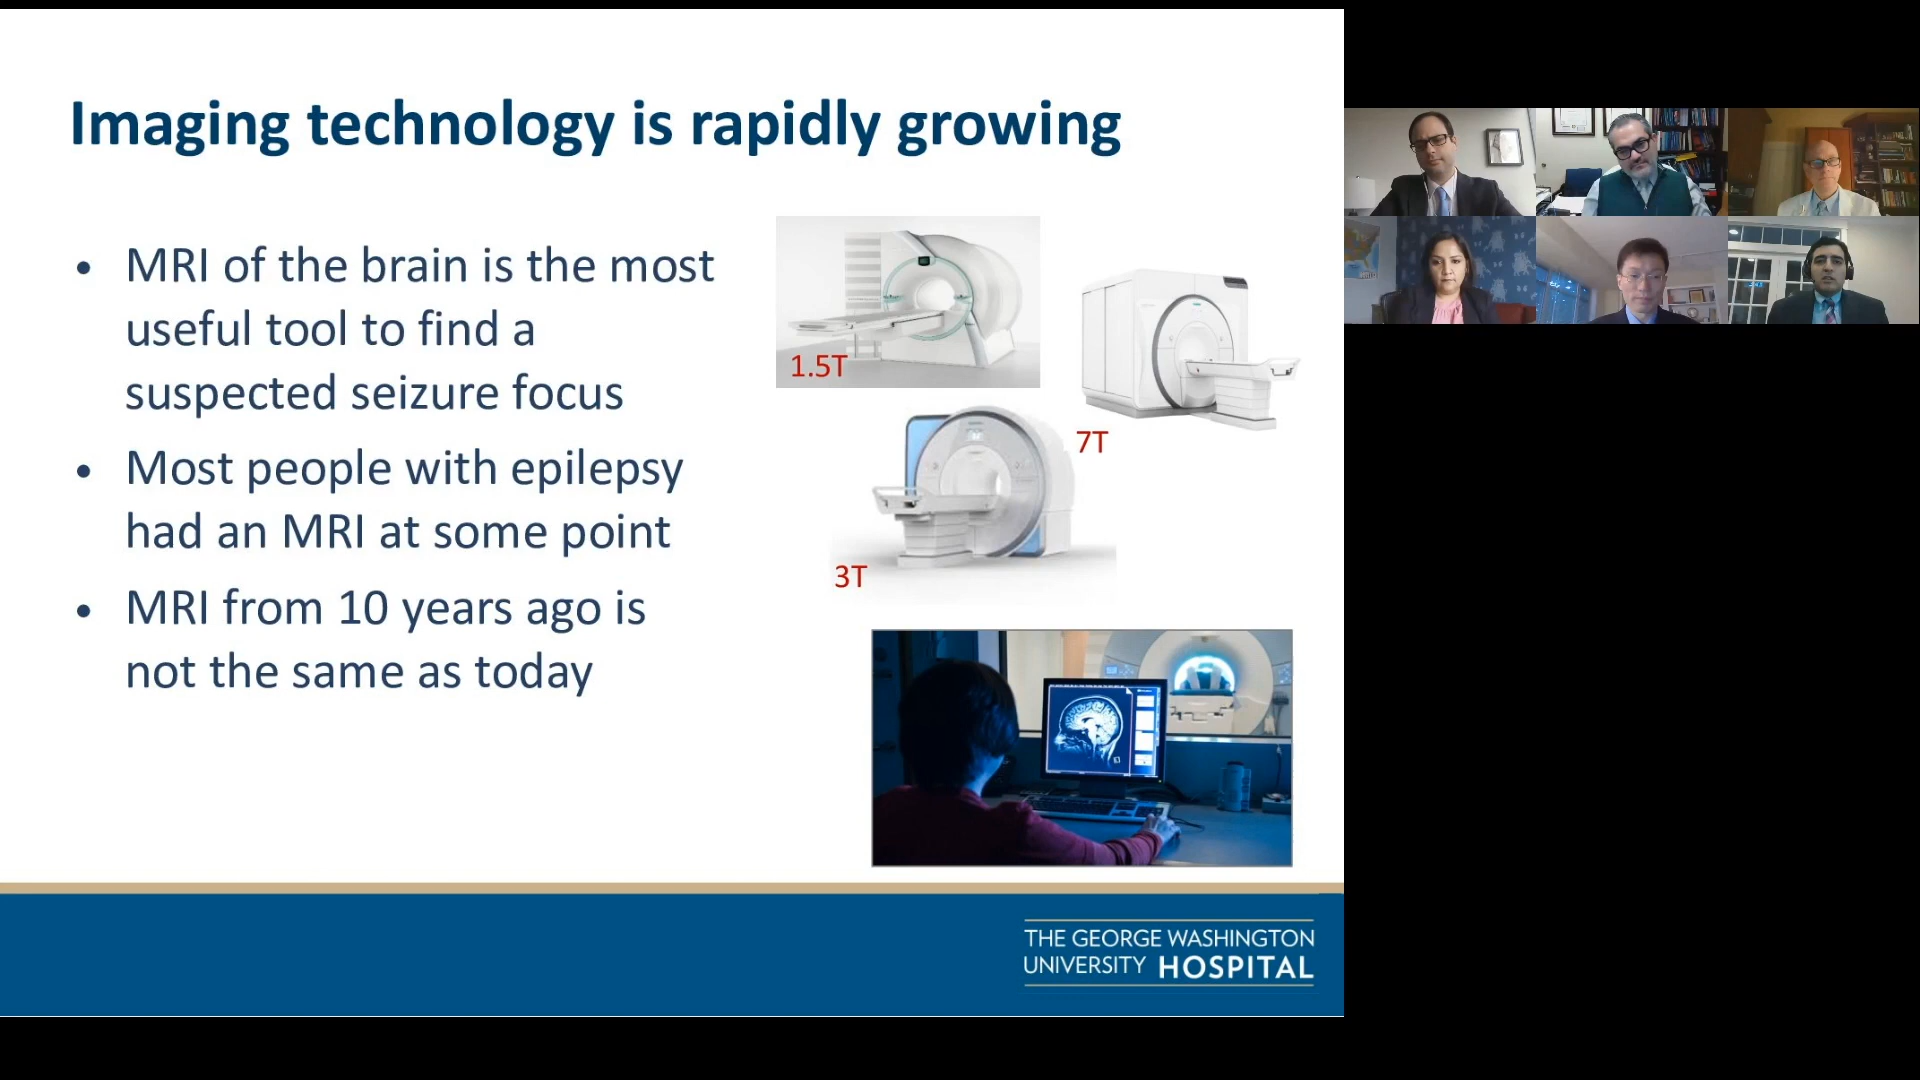 Imaging technology is rapidly growing
• MRI of the brain is the most
useful tool to find a
suspected seizure focus
• Most people with epilepsy
had an MRI at some point
• MRI from 10 years ago is
not the same as today
1.5T
7T
3T
THE GEORGE WASHINGTON
UNIVERSITY HOSPITAL